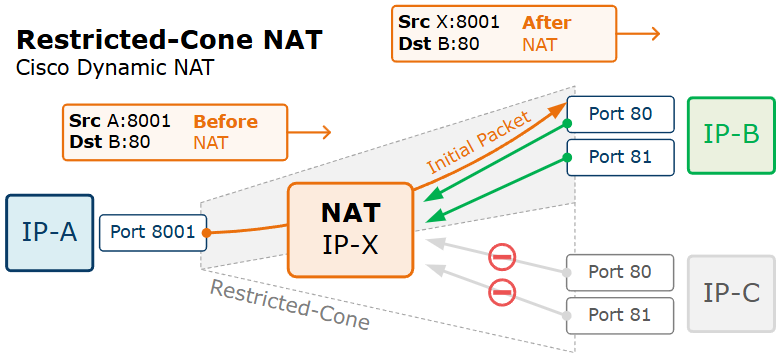 Restricted-Cone NAT
Cisco Dynamic NAT
Src X:8001 After
Dst B:80 NAT
Src A:8001 Before
Dst B:80 NAT
Initial Packet
Port 80
Port 81
IP-B
IP-A
Port 8001
NAT
IP-X
Restricted-Cone
Port 80
Port 81
IP-C